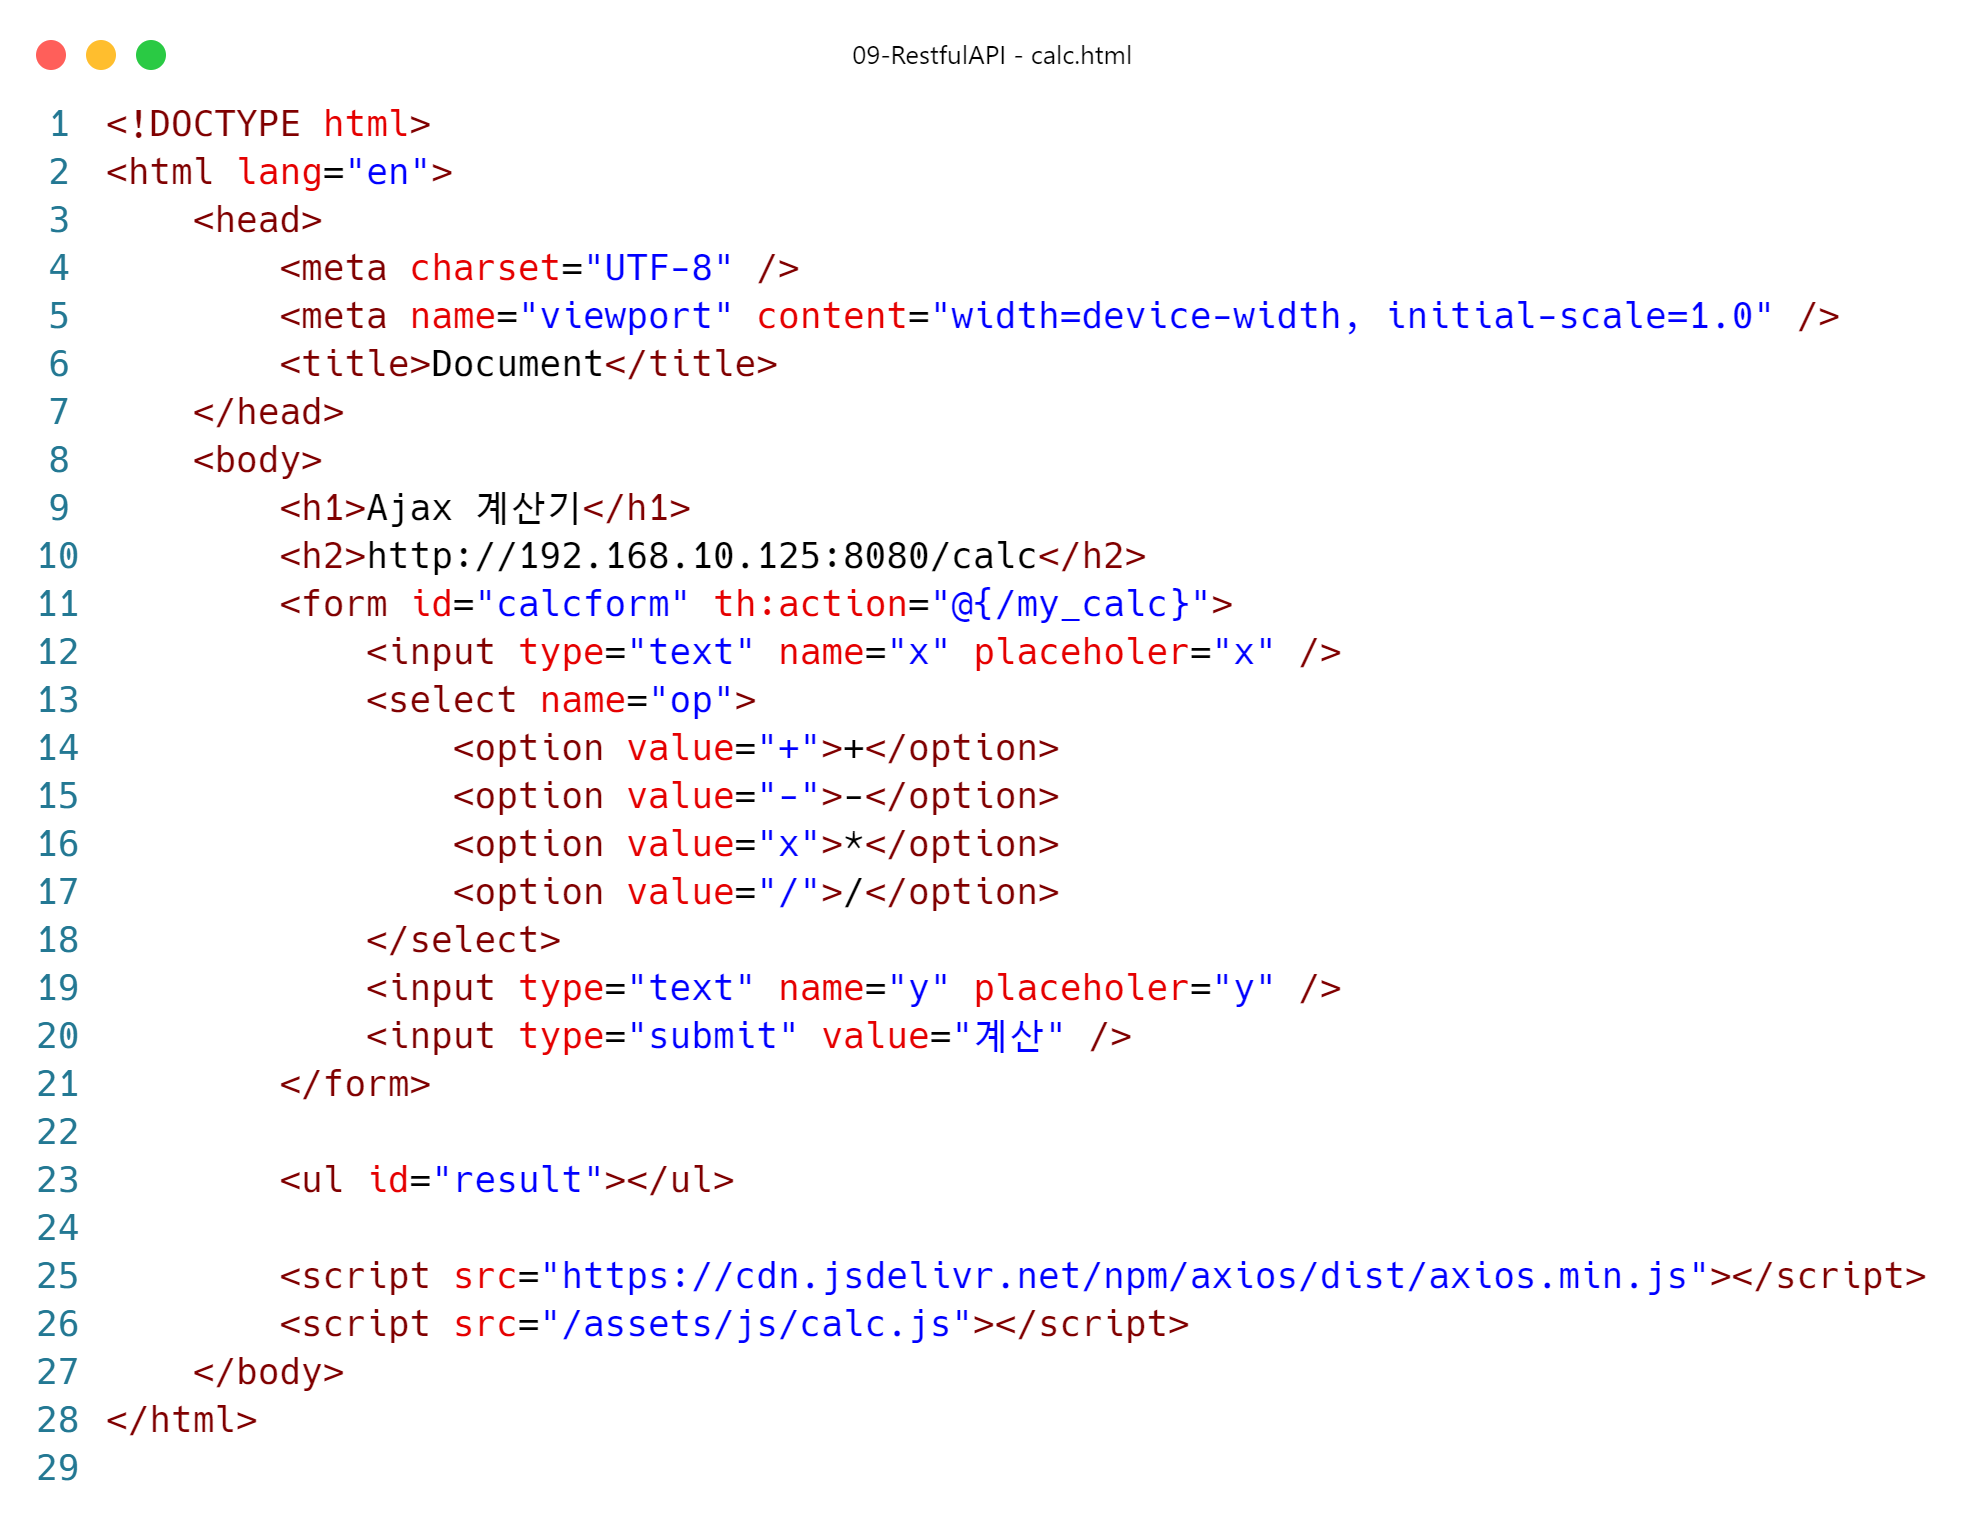 09-RestfulAPI - calc.html
1 <!DOCTYPE html>
2 <html lang="en">
3     <head>
4         <meta charset="UTF-8" />
5         <meta name="viewport" content="width=device-width, initial-scale=1.0" />
6         <title>Document</title>
7     </head>
8     <body>
9         <h1>Ajax 계산기</h1>
10         <h2>http://192.168.10.125:8080/calc</h2>
11         <form id="calcform" th:action="@{/my_calc}">
12             <input type="text" name="x" placeholer="x" />
13             <select name="op">
14                 <option value="+">+</option>
15                 <option value="-">-</option>
16                 <option value="x">*</option>
17                 <option value="/">/</option>
18             </select>
19             <input type="text" name="y" placeholer="y" />
20             <input type="submit" value="계산" />
21         </form>
22
23         <ul id="result"></ul>
24
25         <script src="https://cdn.jsdelivr.net/npm/axios/dist/axios.min.js"></script>
26         <script src="/assets/js/calc.js"></script>
27     </body>
28 </html>
29